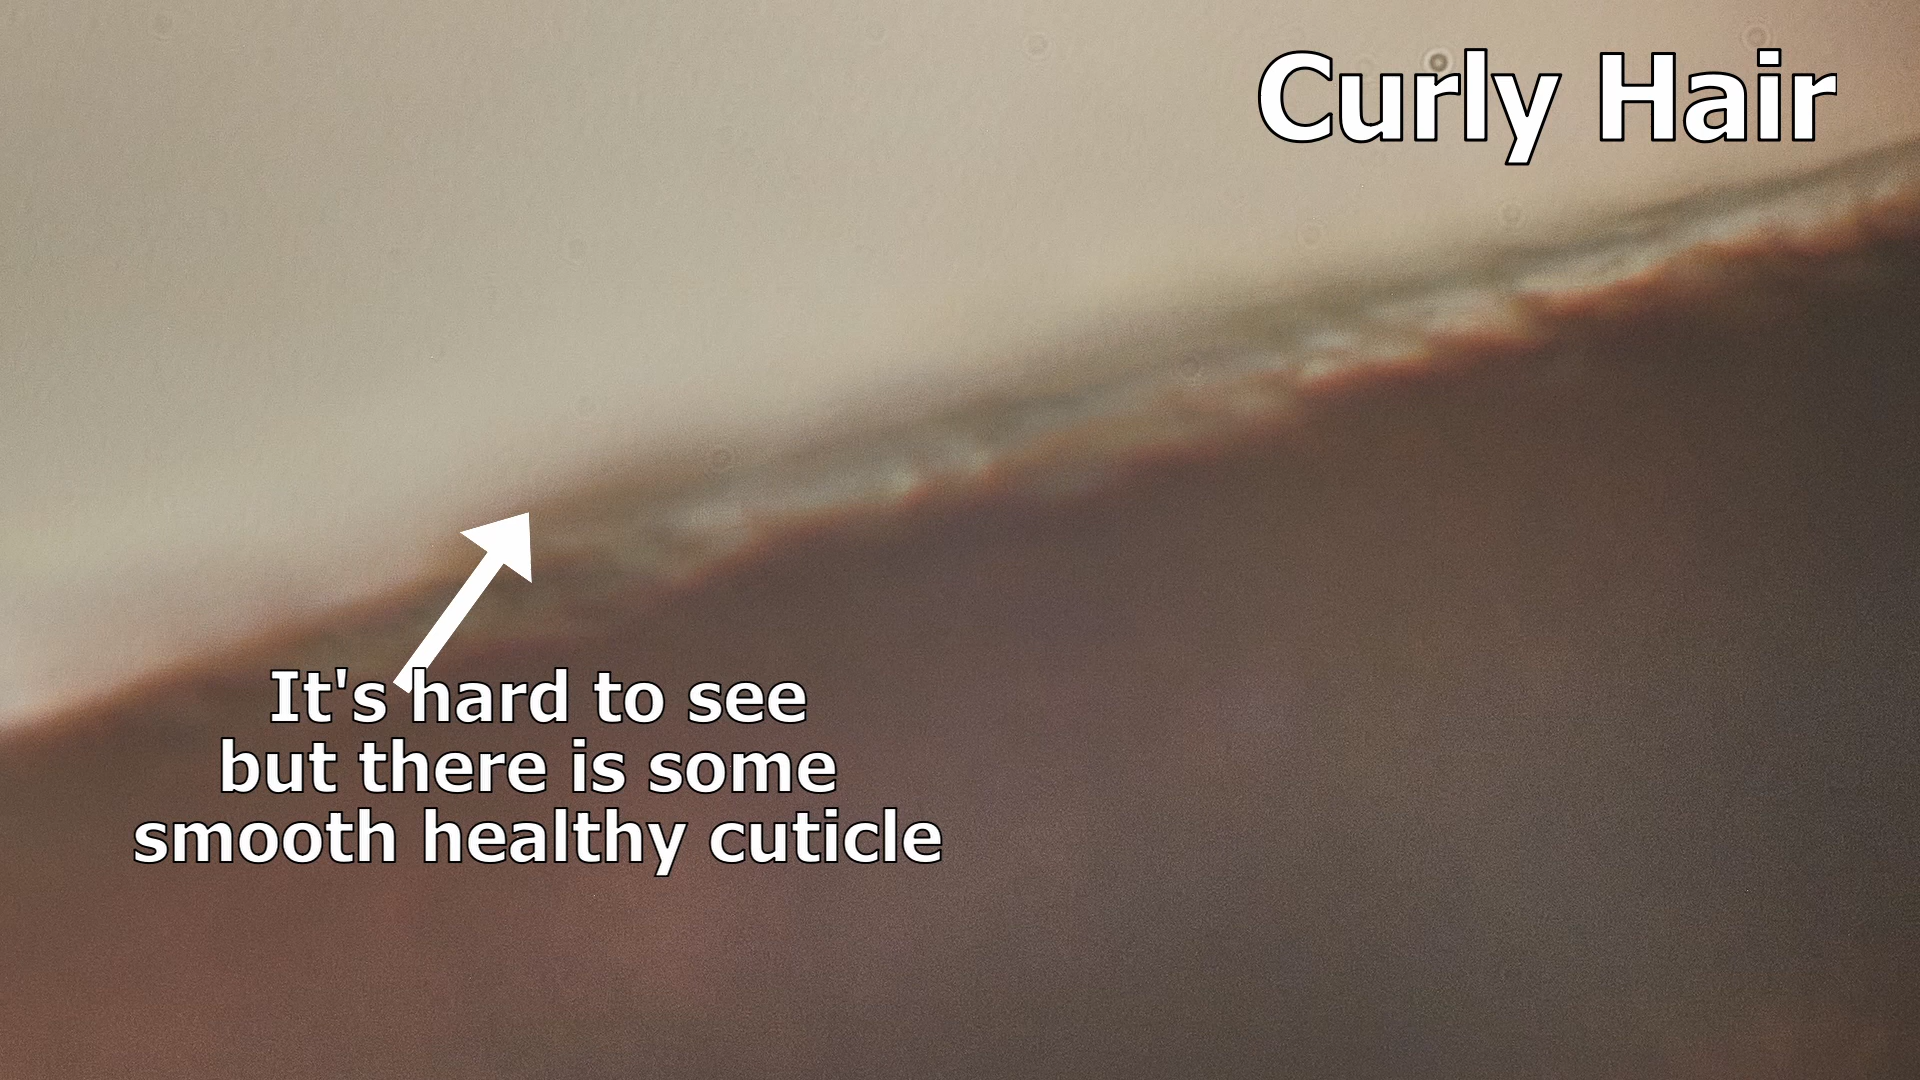 Curly Hair
It's hard to see
but there is some
smooth healthy cuticle